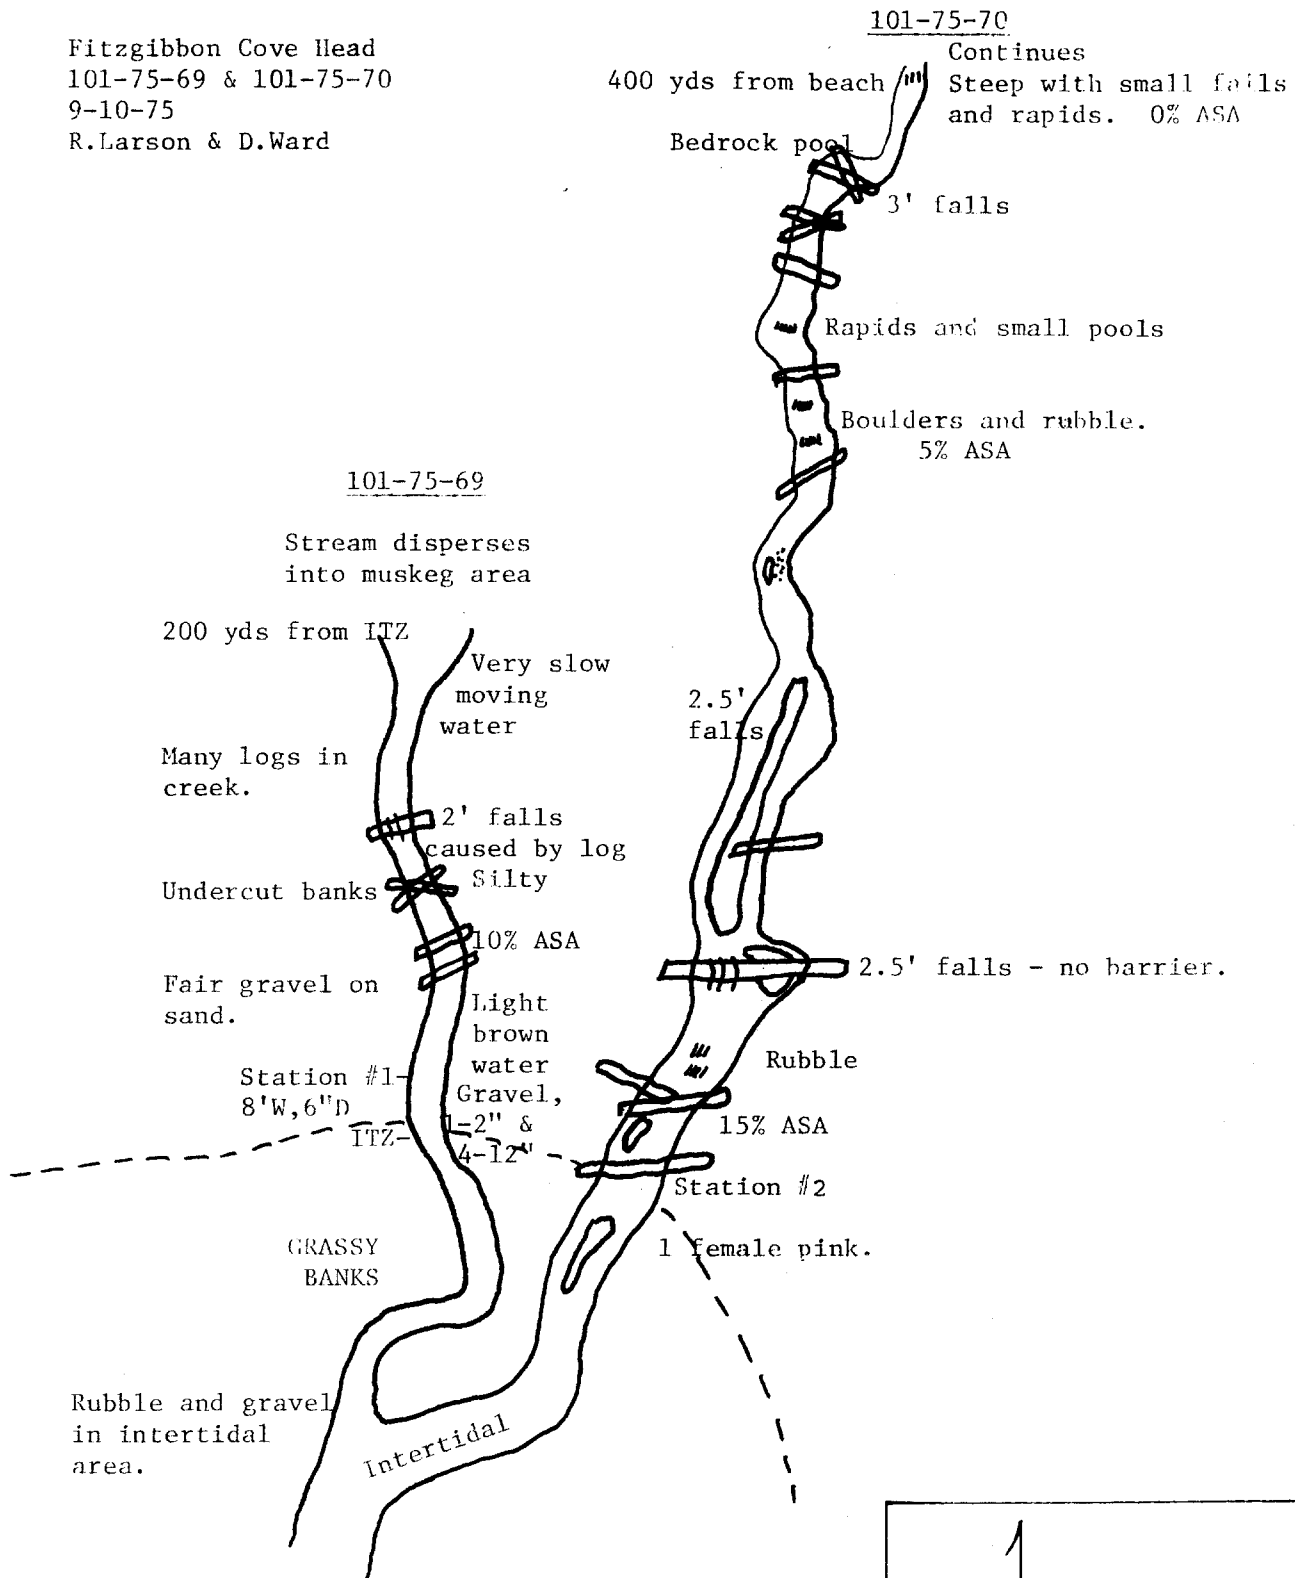 Fitzgibbon Cove Head
101-75-69 & 101-75-70
9-10-75
R.Larson & D.Ward
101-75-70
Continues
Steep with small falls
and rapids. 0% ASA
400 yds from beach
Bedrock pool
3' falls
Rapids and small pools
Boulders and rubble.
5% ASA
101-75-69
Stream disperses
into muskeg area
200 yds from ITZ
Very slow
moving
water
2.5'
falls
Many logs in
creek.
2' falls
caused by log
Silty
Undercut banks
10% ASA
2.5' falls - no barrier.
Fair gravel on
sand.
Light
brown
water
Rubble
Station #1-
8'W,6"D
Gravel,
1-2" &
4-12"
ITZ-
15% ASA
Station #2
1 female pink.
GRASSY
BANKS
Rubble and gravel
in intertidal
area.
Intertidal
1